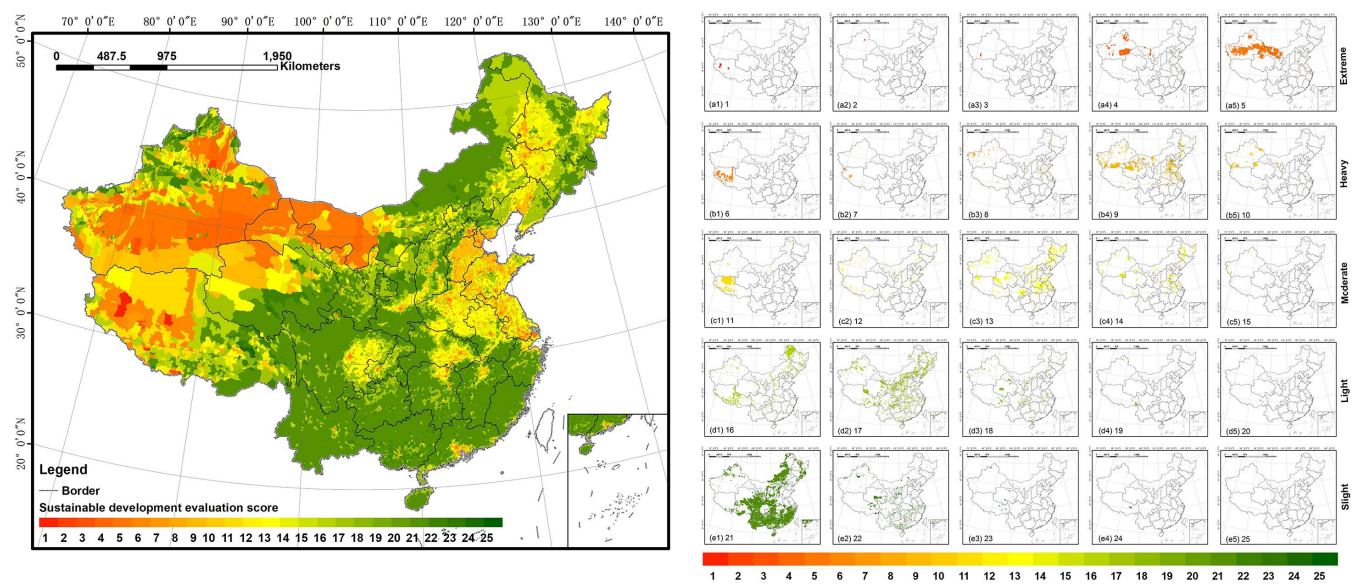 70° 0' 0"E 80° 0' 0"E 90° 0' 0"E 100° 0' 0"E 110° 0' 0"E 120° 0' 0"E 130° 0' 0"E 140° 0' 0"E
50° 0' 0"N
40° 0' 0"N
30° 0' 0"N
20° 0' 0"N
0 487.5 975 1,950
Kilometers
Legend
Border
Sustainable development evaluation score
1 2 3 4 5 6 7 8 9 10 11 12 13 14 15 16 17 18 19 20 21 22 23 24 25
(a1) 1 (a2) 2 (a3) 3 (a4) 4 (a5) 5
Extreme
(b1) 6 (b2) 7 (b3) 8 (b4) 9 (b5) 10
Heavy
(c1) 11 (c2) 12 (c3) 13 (c4) 14 (c5) 15
Moderate
(d1) 16 (d2) 17 (d3) 18 (d4) 19 (d5) 20
Light
(e1) 21 (e2) 22 (e3) 23 (e4) 24 (e5) 25
Slight
1 2 3 4 5 6 7 8 9 10 11 12 13 14 15 16 17 18 19 20 21 22 23 24 25